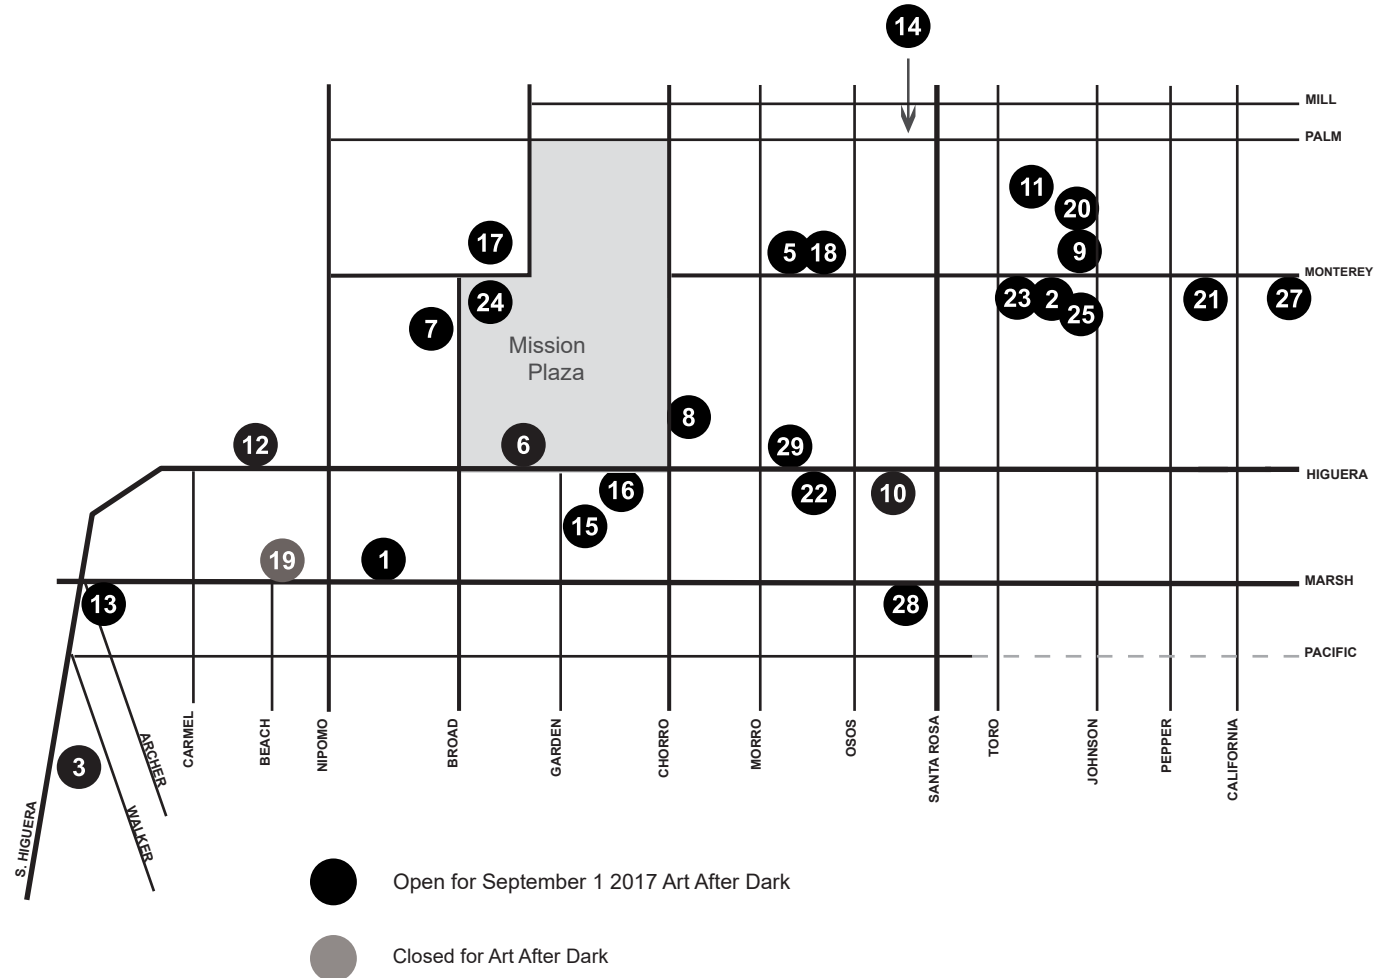 14
MILL
PALM
11
20
17
5
18
9
MONTEREY
24
23
2
25
21
27
7
Mission
Plaza
8
12
6
29
HIGUERA
16
22
10
15
19
1
MARSH
13
28
PACIFIC
CARMEL
BEACH
NIPOMO
BROAD
GARDEN
CHORRO
MORRO
OSOS
SANTA ROSA
TORO
JOHNSON
PEPPER
CALIFORNIA
ARCHER
3
WALKER
S. HIGUERA
Open for September 1 2017 Art After Dark
Closed for Art After Dark